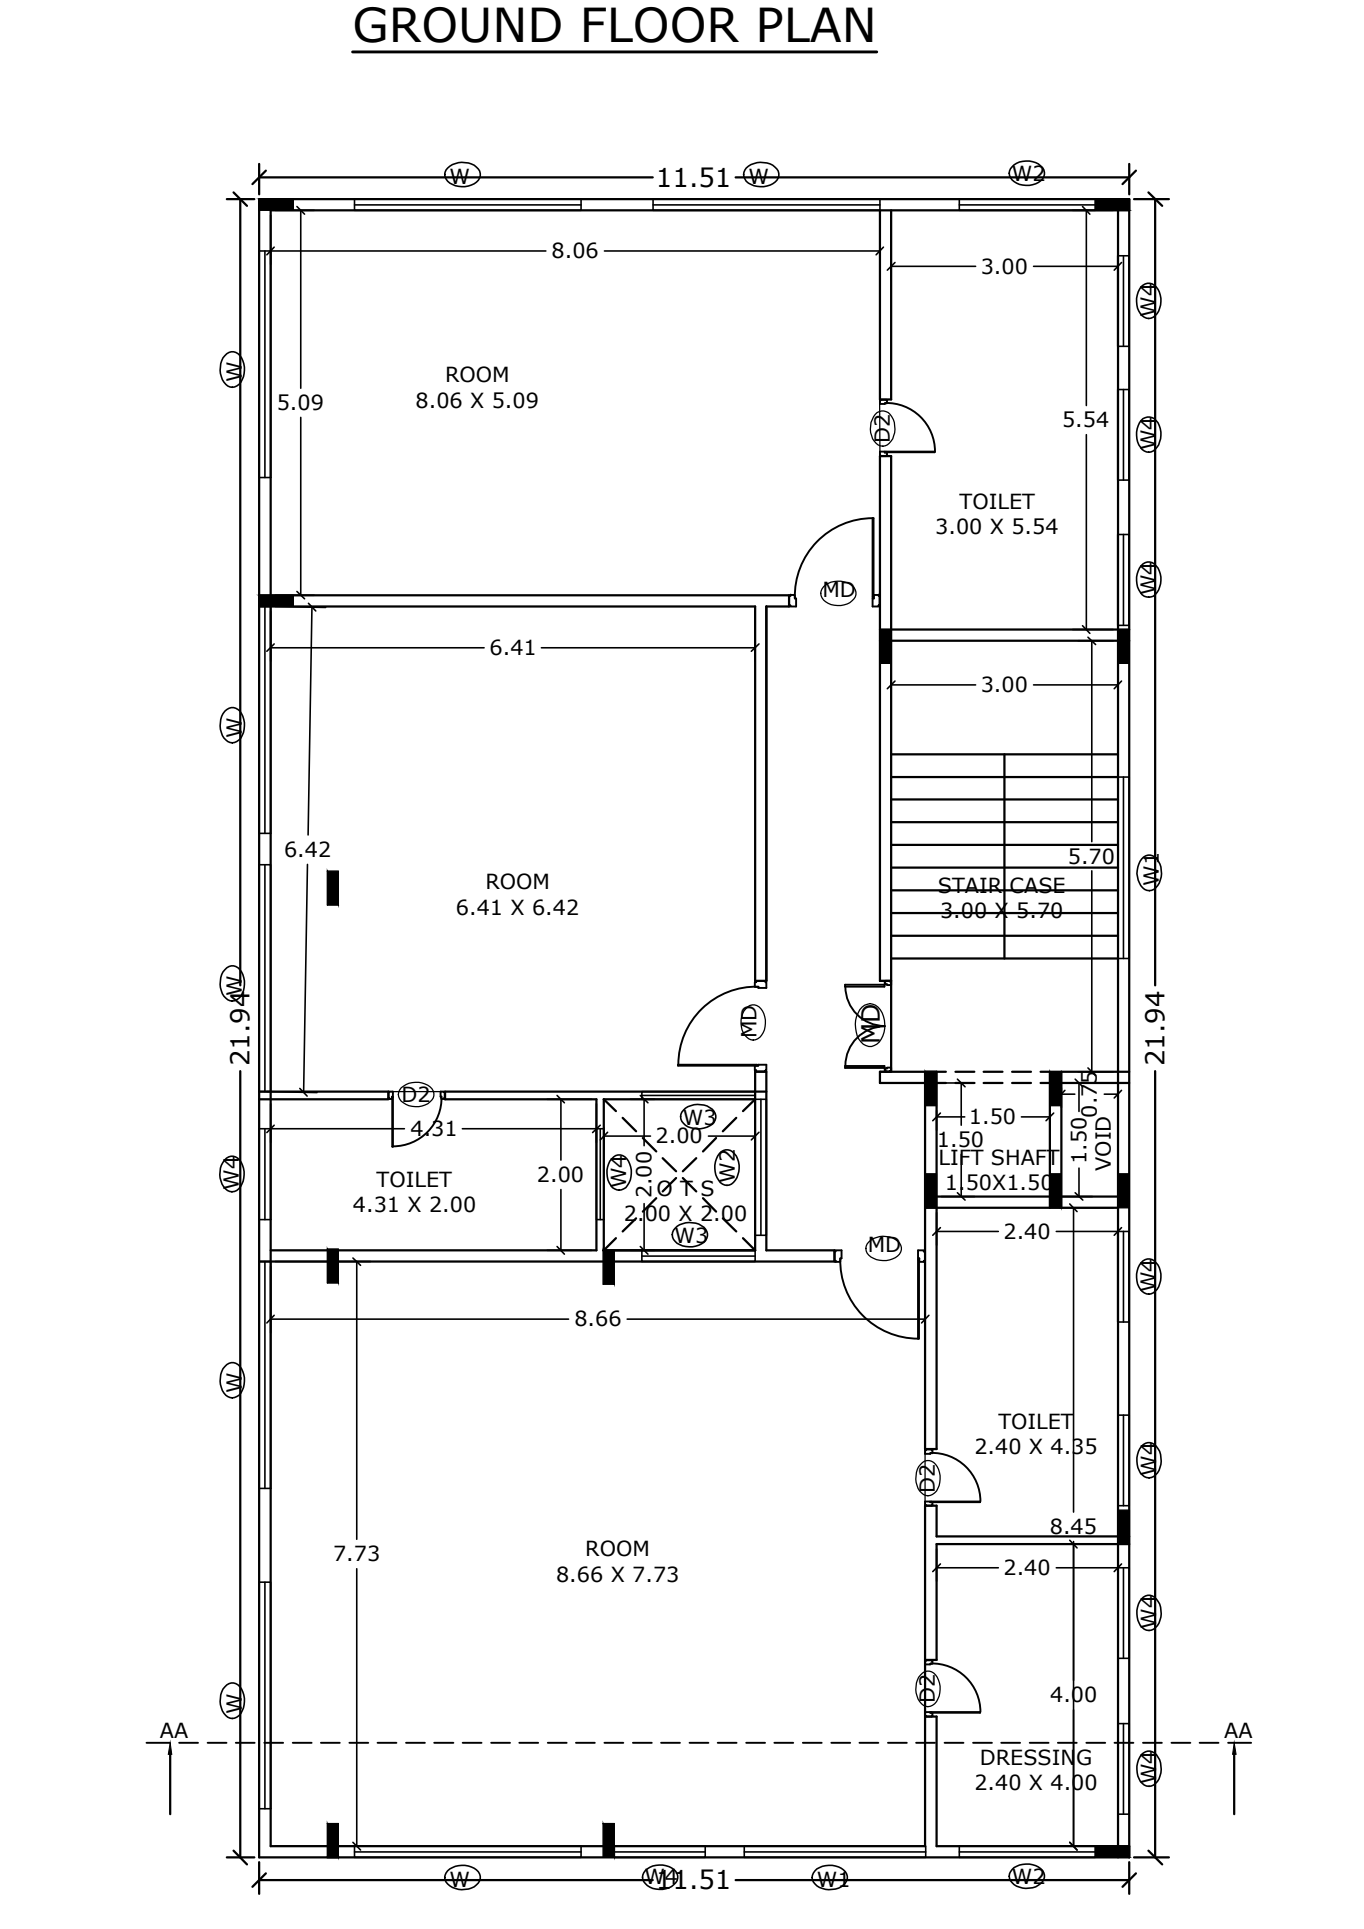 GROUND FLOOR PLAN
W
11.51
W
W2
8.06
3.00
W4
W
ROOM
8.06 X 5.09
5.09
5.54
D2
W4
TOILET
3.00 X 5.54
W4
MD
6.41
3.00
W
6.42
5.70
W1
ROOM
6.41 X 6.42
STAIR CASE
3.00 X 5.70
W
21.94
MD
MD
21.94
D2
4.31
W3
2.00
1.50
1.50
0.75
1.50
VOID
LIFT SHAFT
1.50X1.50
W4
TOILET
4.31 X 2.00
2.00
W4
2.00
W2
O T S
2.00 X 2.00
W3
MD
2.40
W4
8.66
W
TOILET
2.40 X 4.35
W4
D2
8.45
7.73
ROOM
8.66 X 7.73
2.40
W4
D2
4.00
W
AA
AA
DRESSING
2.40 X 4.00
W4
W
W4
11.51
W1
W2